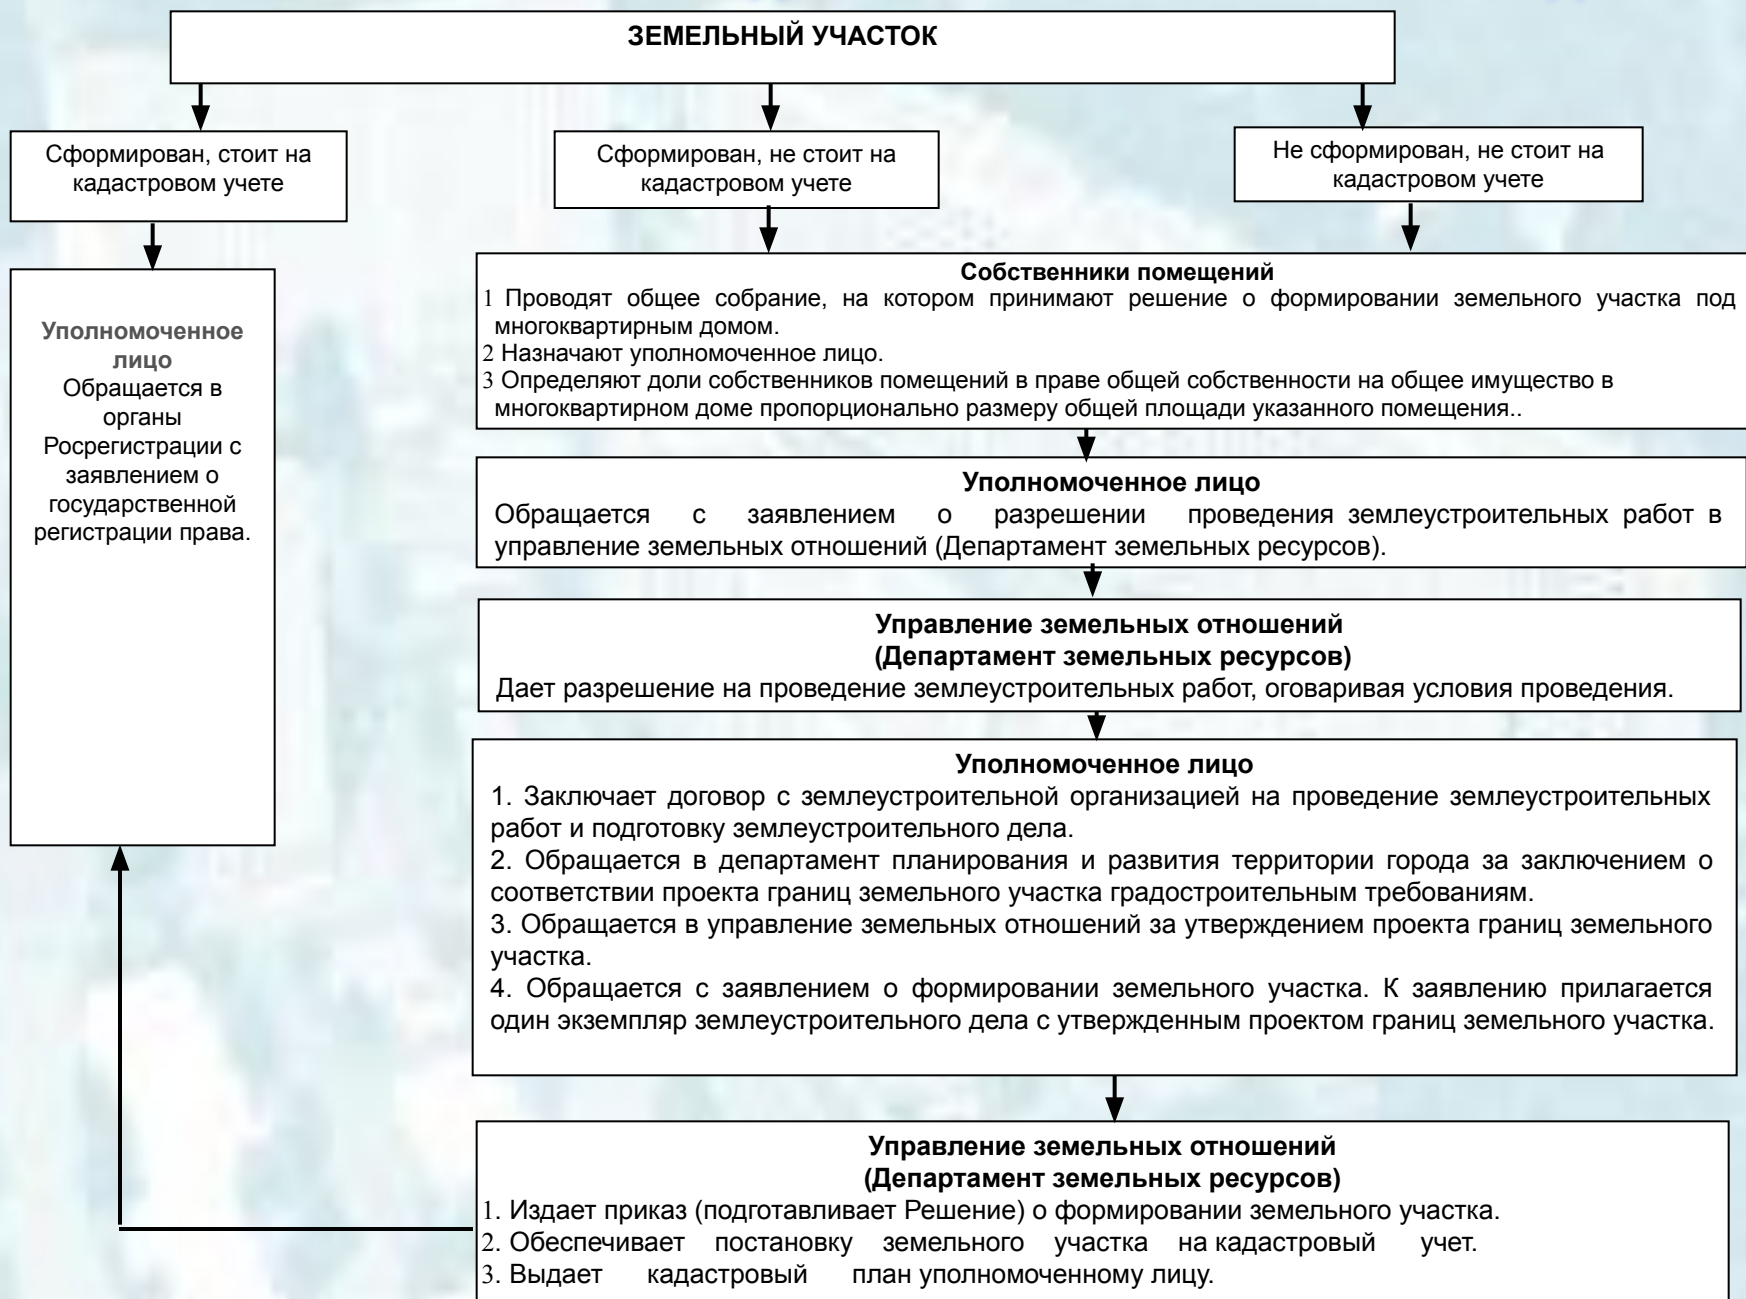 ЗЕМЕЛЬНЫЙ УЧАСТОК
Сформирован, стоит на
кадастровом учете
Сформирован, не стоит на
кадастровом учете
Не сформирован, не стоит на
кадастровом учете
Уполномоченное
лицо
Обращается в
органы
Росрегистрации с
заявлением о
государственной
регистрации права.
Собственники помещений
1 Проводят общее собрание, на котором принимают решение о формировании земельного участка под
многоквартирным домом.
2 Назначают уполномоченное лицо.
3 Определяют доли собственников помещений в праве общей собственности на общее имущество в
многоквартирном доме пропорционально размеру общей площади указанного помещения..
Уполномоченное лицо
Обращается с заявлением о разрешении проведения землеустроительных работ в
управление земельных отношений (Департамент земельных ресурсов).
Управление земельных отношений
(Департамент земельных ресурсов)
Дает разрешение на проведение землеустроительных работ, оговаривая условия проведения.
Уполномоченное лицо
1. Заключает договор с землеустроительной организацией на проведение землеустроительных
работ и подготовку землеустроительного дела.
2. Обращается в департамент планирования и развития территории города за заключением о
соответствии проекта границ земельного участка градостроительным требованиям.
3. Обращается в управление земельных отношений за утверждением проекта границ земельного
участка.
4. Обращается с заявлением о формировании земельного участка. К заявлению прилагается
один экземпляр землеустроительного дела с утвержденным проектом границ земельного участка.
Управление земельных отношений
(Департамент земельных ресурсов)
1. Издает приказ (подготавливает Решение) о формировании земельного участка.
2. Обеспечивает постановку земельного участка на кадастровый учет.
3. Выдает кадастровый план уполномоченному лицу.